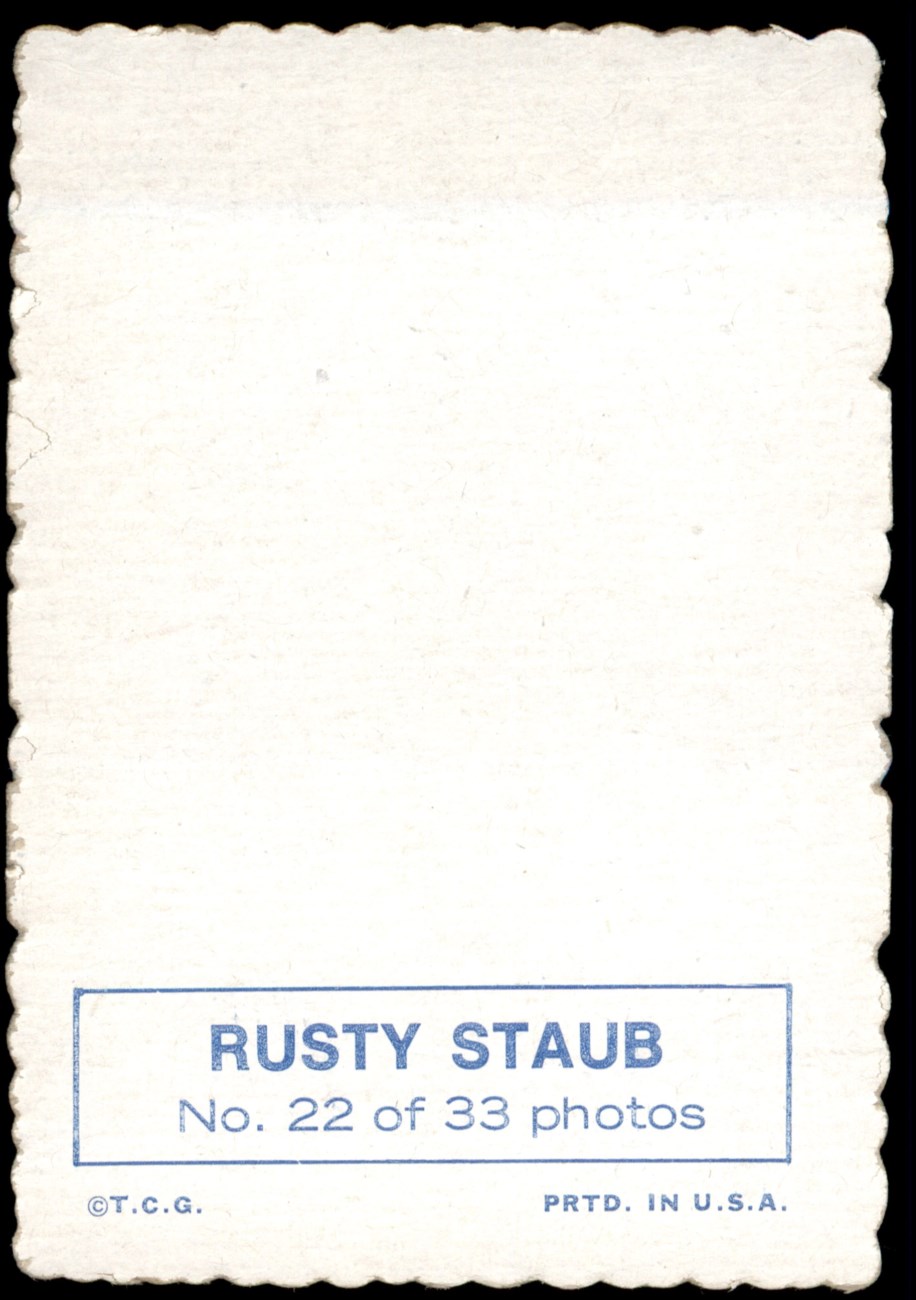 RUSTY STAUB
No. 22 of 33 photos
©T.C.G.
PRTD. IN U.S.A.